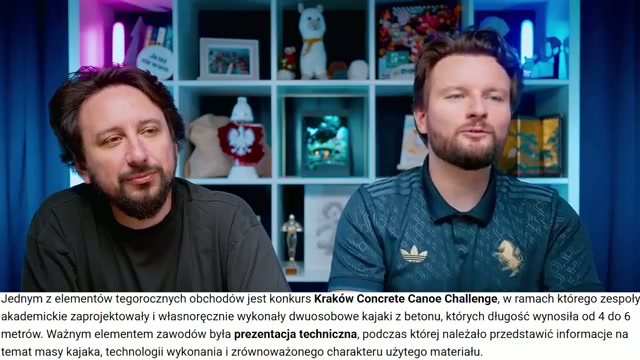 Jednym z elementów tegorocznych obchodów jest konkurs Kraków Concrete Canoe Challenge, w ramach którego zespoły
akademickie zaprojektowały i własnoręcznie wykonały dwuosobowe kajaki z betonu, których długość wynosiła od 4 do 6
metrów. Ważnym elementem zawodów była prezentacja techniczna, podczas której należało przedstawić informacje na
temat masy kajaka, technologii wykonania i zrównoważonego charakteru użytego materiału.